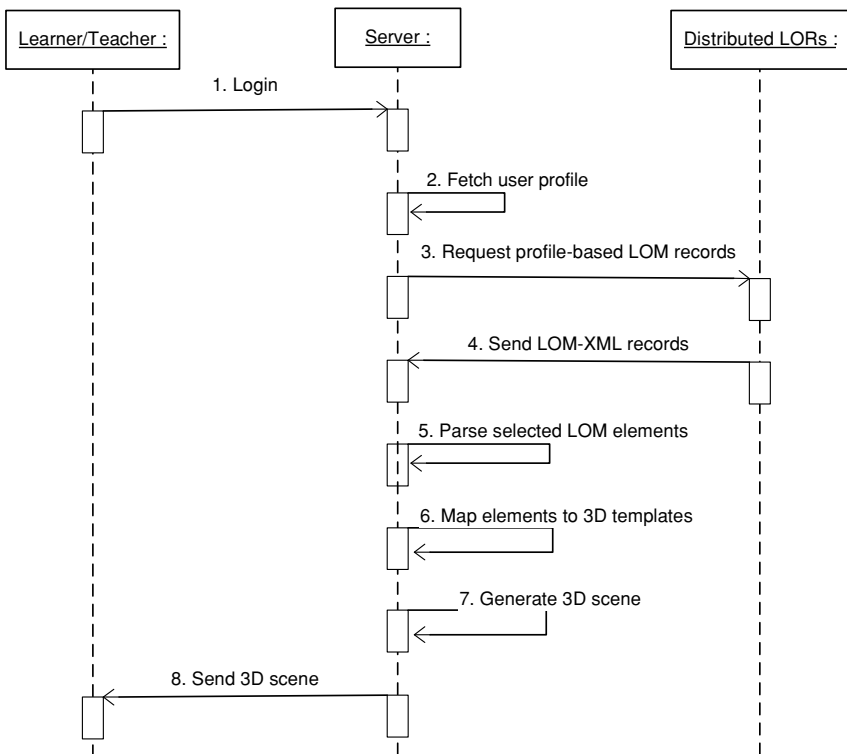 Learner/Teacher :
Server :
Distributed LORs :
1. Login
2. Fetch user profile
3. Request profile-based LOM records
4. Send LOM-XML records
5. Parse selected LOM elements
6. Map elements to 3D templates
7. Generate 3D scene
8. Send 3D scene